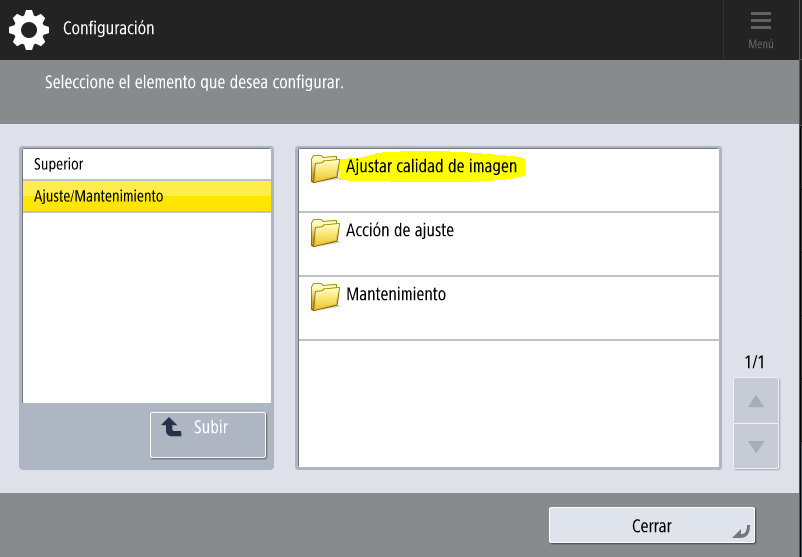 Configuración
Menú
Seleccione el elemento que desea configurar.
Superior
Ajuste/Mantenimiento
Subir
Ajustar calidad de imagen
Acción de ajuste
Mantenimiento
1/1
Cerrar